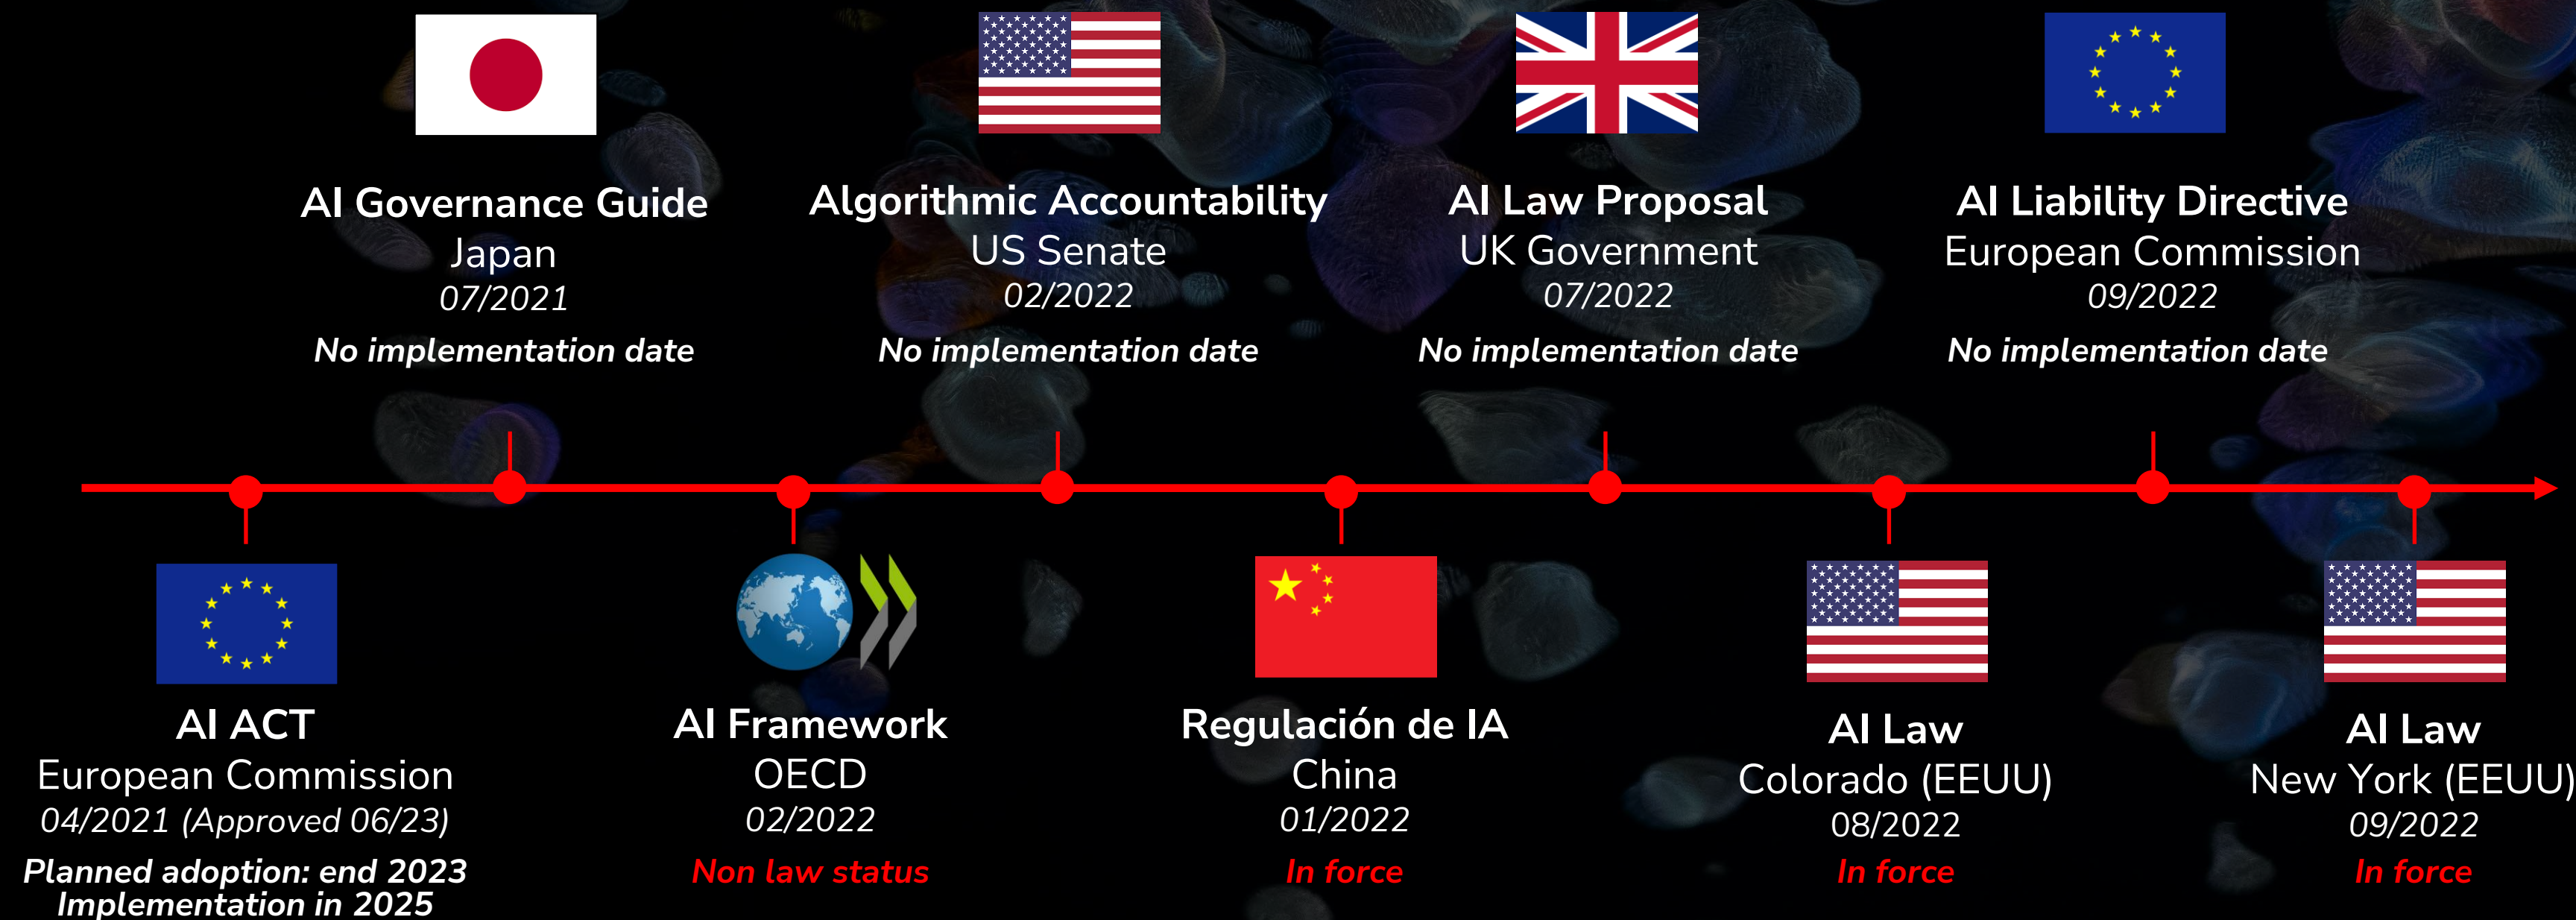 AI Governance Guide
Japan
07/2021
No implementation date
Algorithmic Accountability
US Senate
02/2022
No implementation date
AI Law Proposal
UK Government
07/2022
No implementation date
AI Liability Directive
European Commission
09/2022
No implementation date
AI ACT
European Commission
04/2021 (Approved 06/23)
Planned adoption: end 2023
Implementation in 2025
AI Framework
OECD
02/2022
Non law status
Regulación de IA
China
01/2022
In force
AI Law
Colorado (EEUU)
08/2022
In force
AI Law
New York (EEUU)
09/2022
In force